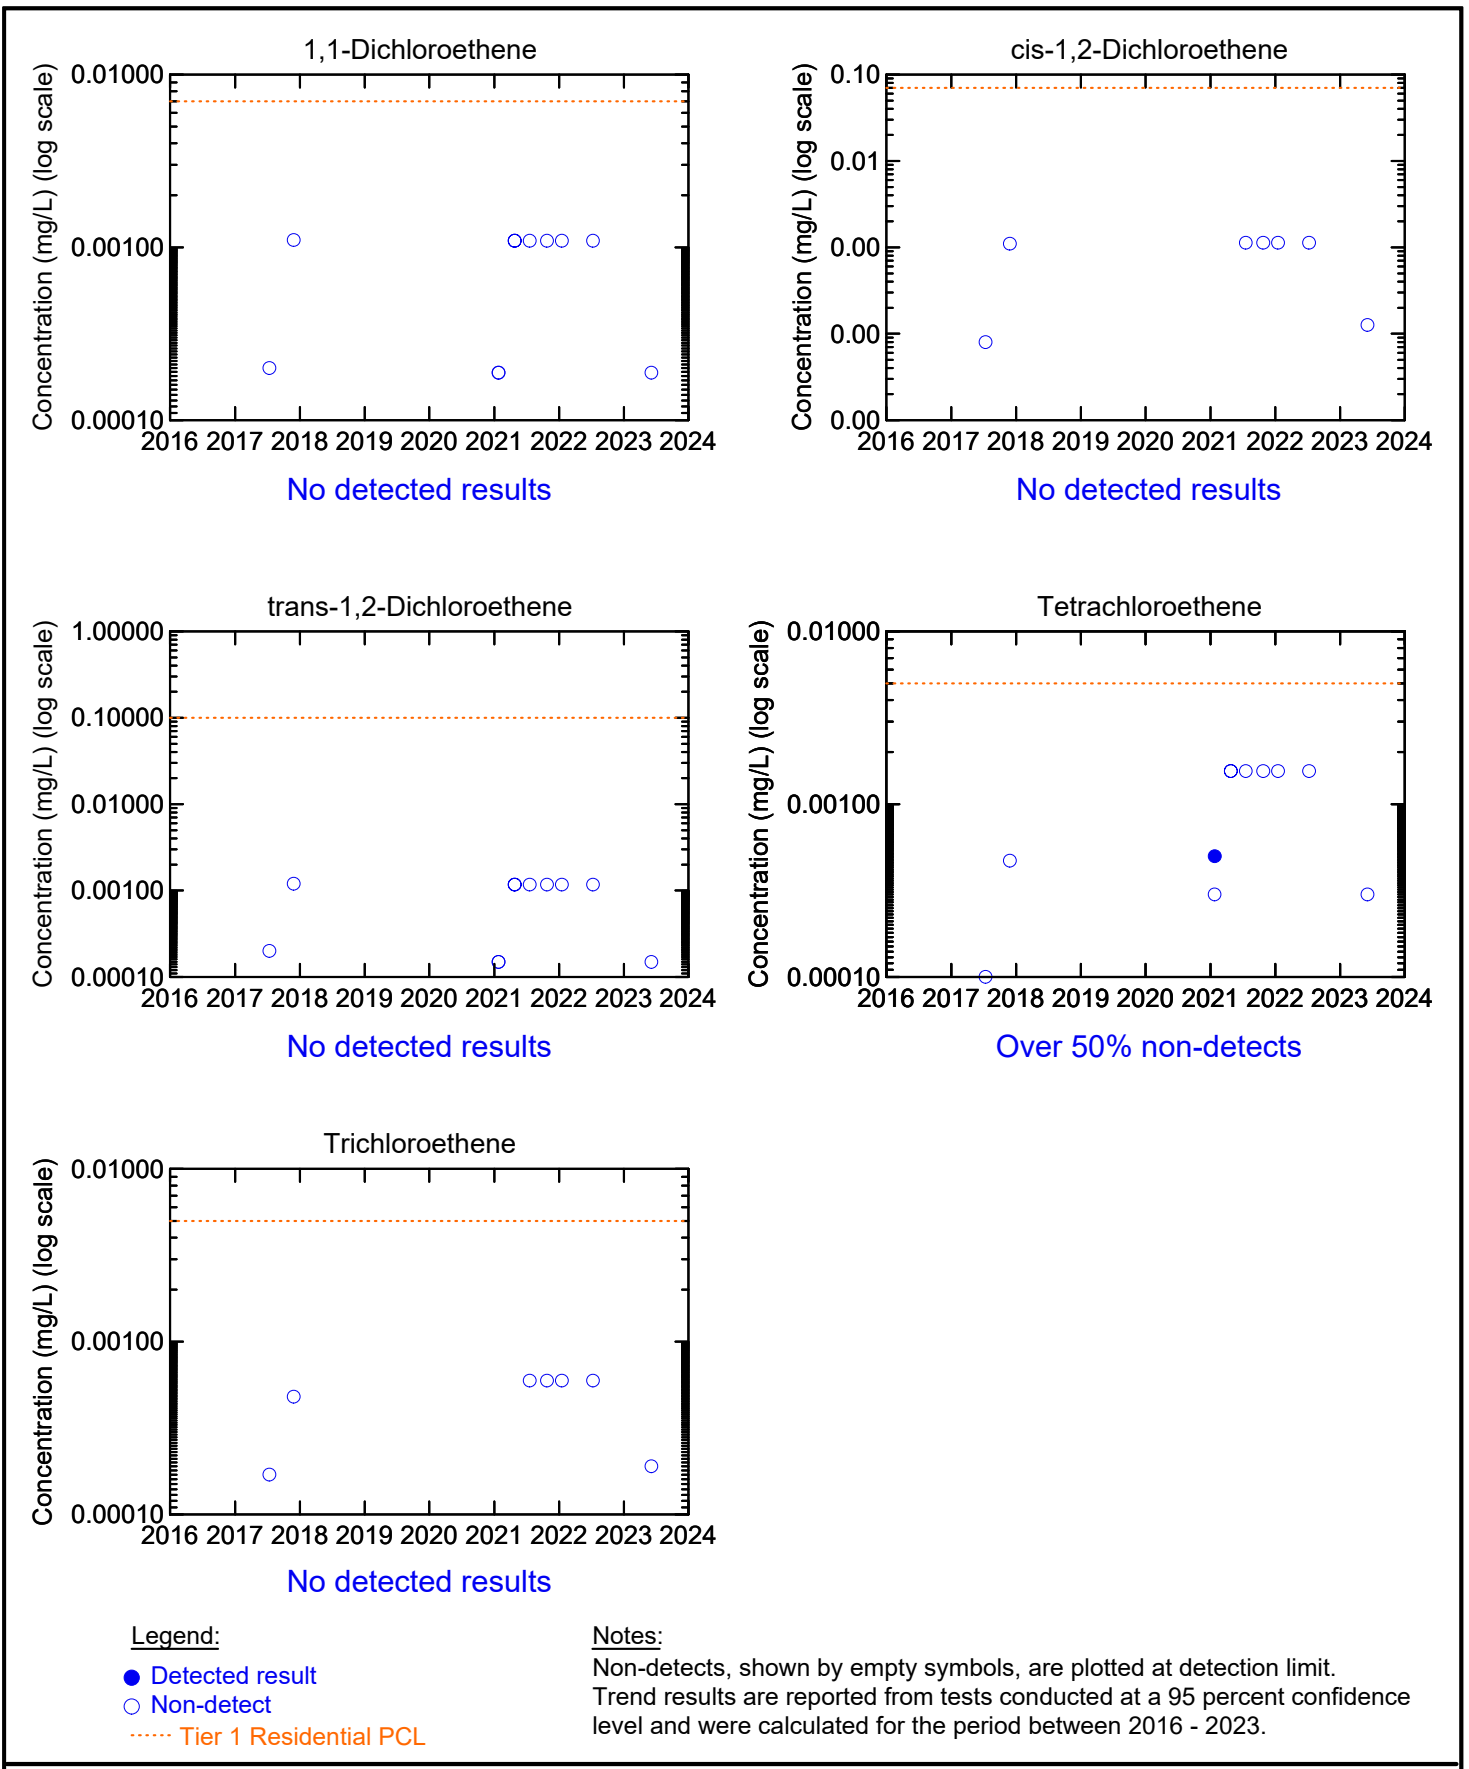 1,1-Dichloroethene
Concentration (mg/L) (log scale)
0.01000
0.00100
0.00010
2016 2017 2018 2019 2020 2021 2022 2023 2024
No detected results
cis-1,2-Dichloroethene
Concentration (mg/L) (log scale)
0.10
0.01
0.00
0.00
0.00
2016 2017 2018 2019 2020 2021 2022 2023 2024
No detected results
trans-1,2-Dichloroethene
Concentration (mg/L) (log scale)
1.00000
0.10000
0.01000
0.00100
0.00010
2016 2017 2018 2019 2020 2021 2022 2023 2024
No detected results
Tetrachloroethene
Concentration (mg/L) (log scale)
0.01000
0.00100
0.00010
2016 2017 2018 2019 2020 2021 2022 2023 2024
Over 50% non-detects
Trichloroethene
Concentration (mg/L) (log scale)
0.01000
0.00100
0.00010
2016 2017 2018 2019 2020 2021 2022 2023 2024
No detected results
Legend:
Detected result
Non-detect
Tier 1 Residential PCL
Notes:
Non-detects, shown by empty symbols, are plotted at detection limit.
Trend results are reported from tests conducted at a 95 percent confidence
level and were calculated for the period between 2016 - 2023.